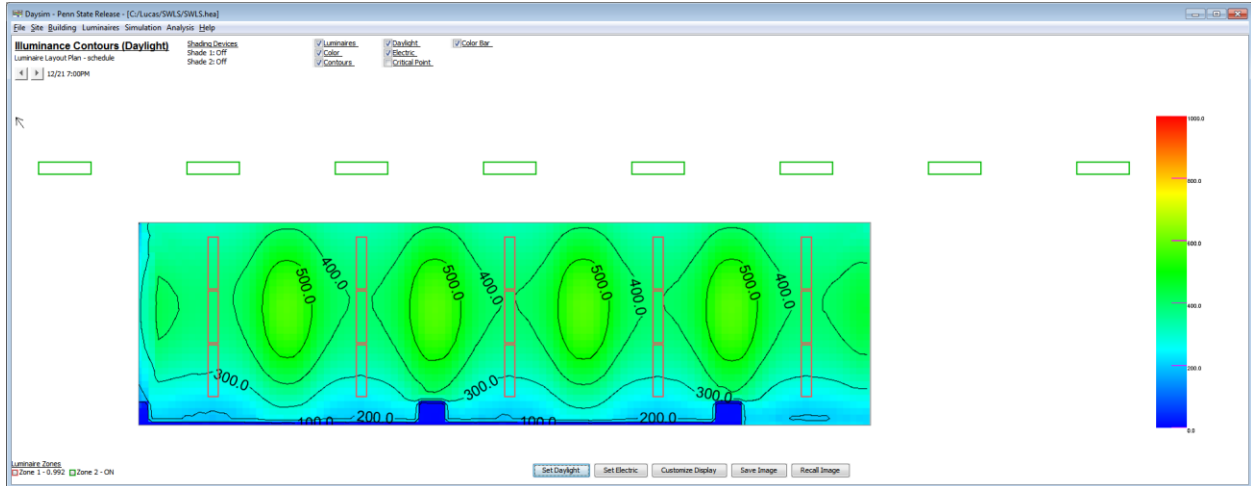 Daysim - Penn State Release - [C:/Lucas/SWLS/SWLS.hea]
File Site Building Luminaires Simulation Analysis Help
Illuminance Contours (Daylight)
Luminaire Layout Plan - schedule
12/21 7:00PM
Shading Devices
Shade 1: Off
Shade 2: Off
Luminaires Daylight Color Bar
Color Electric
Contours Critical Point
1000.0
800.0
600.0
400.0
200.0
0.0
400.0 400.0 400.0 400.0
500.0 500.0 500.0 500.0
300.0 300.0 300.0
100.0 200.0 100.0 200.0
Luminaire Zones
Zone 1 - 0.992 Zone 2 - ON
Set Daylight Set Electric Customize Display Save Image Recall Image